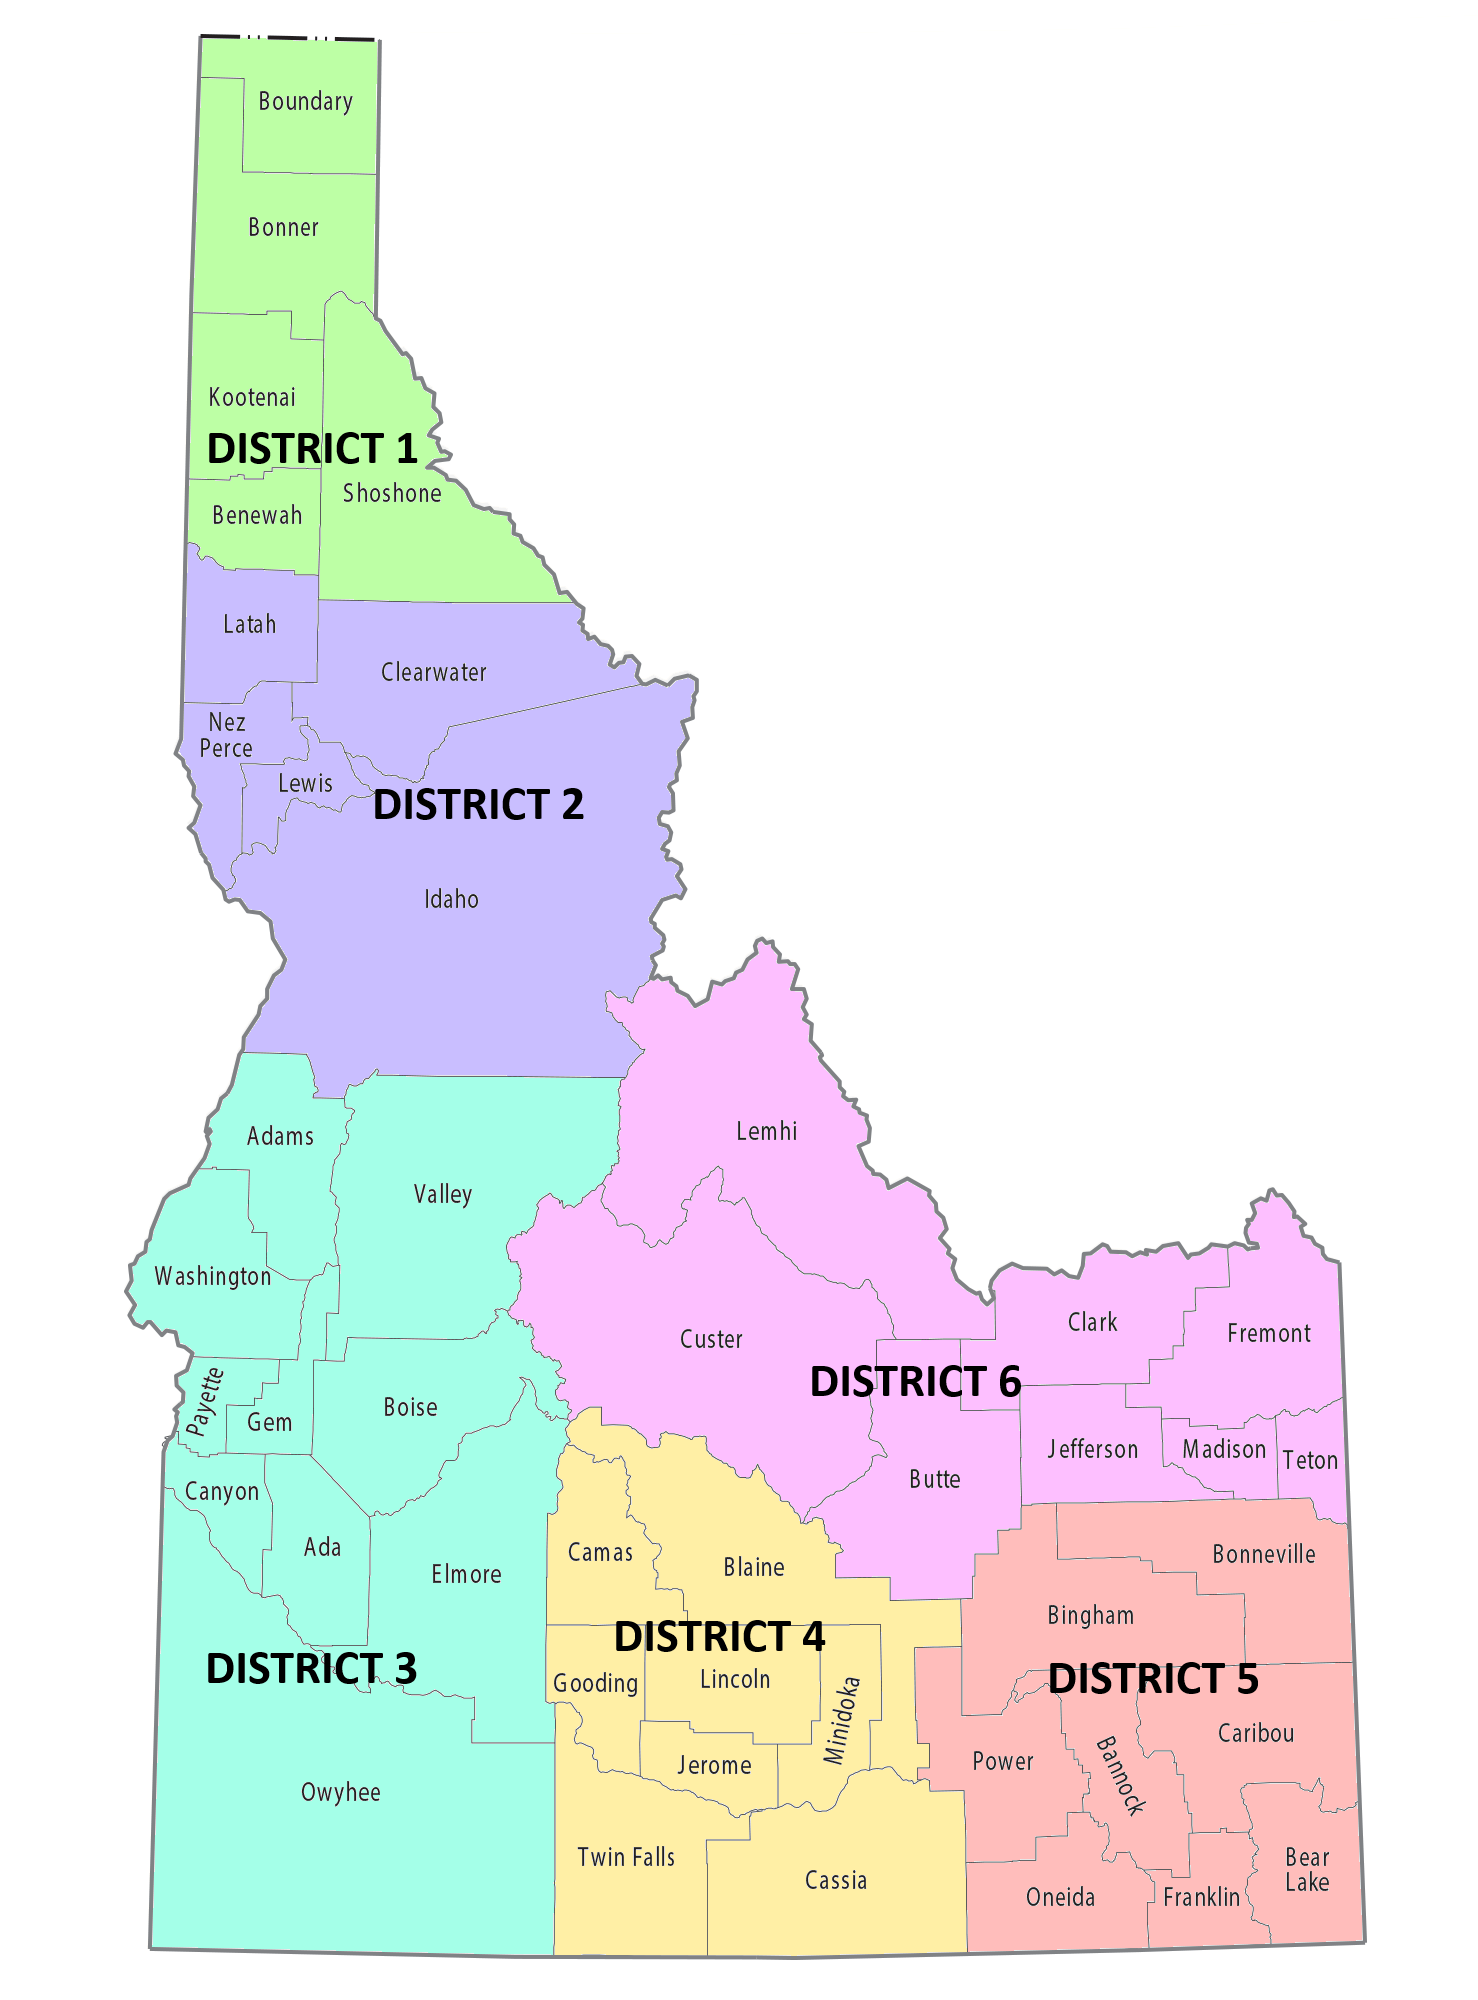 Boundary
Bonner
Kootenai
DISTRICT 1
Shoshone
Benewah
Latah
Clearwater
Nez
Perce
Lewis
DISTRICT 2
Idaho
Lemhi
Adams
Valley
Washington
Custer
Clark
Fremont
DISTRICT 6
Payette
Boise
Gem
Jefferson
Madison
Teton
Butte
Canyon
Ada
Elmore
Camas
Blaine
Bonneville
Bingham
DISTRICT 4
DISTRICT 3
DISTRICT 5
Gooding
Lincoln
Minidoka
Caribou
Jerome
Power
Bannock
Owyhee
Twin Falls
Cassia
Bear
Lake
Oneida
Franklin